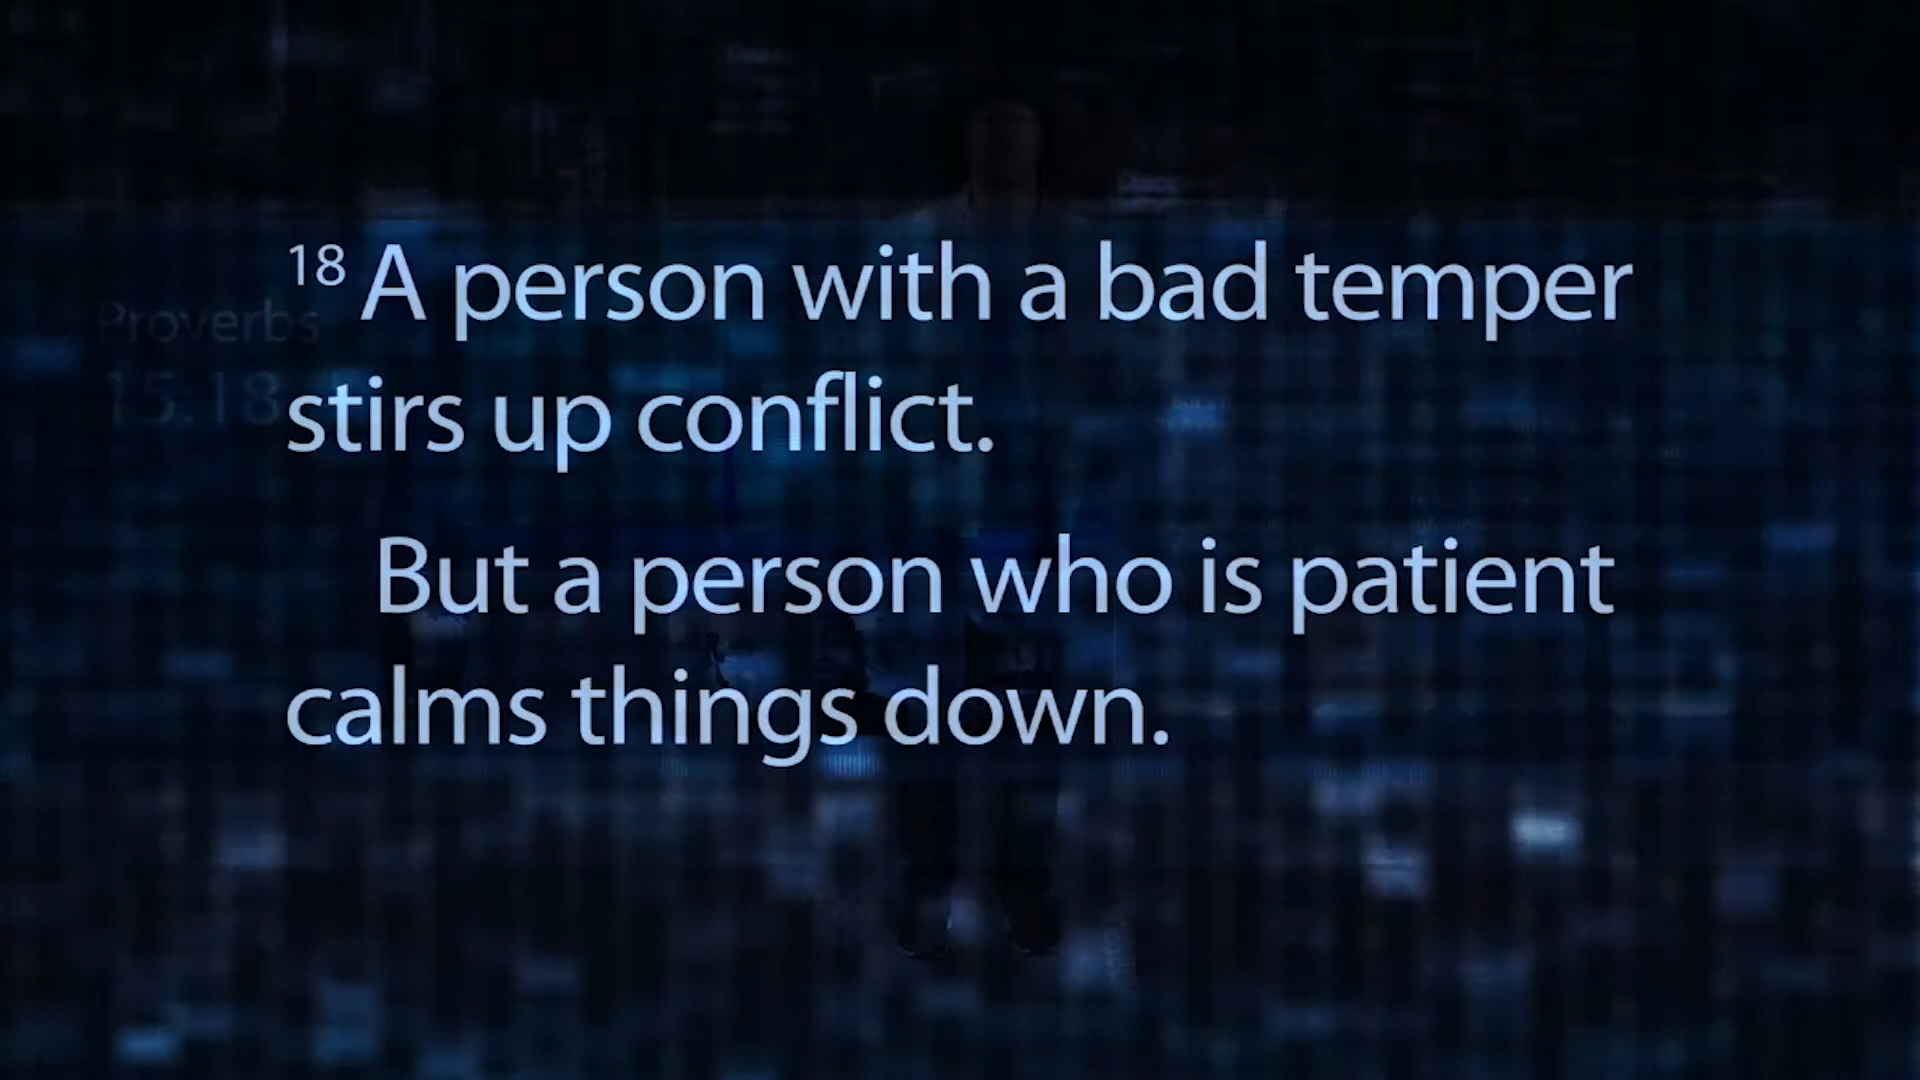 Proverbs
15:18
18 A person with a bad temper
stirs up conflict.
But a person who is patient
calms things down.